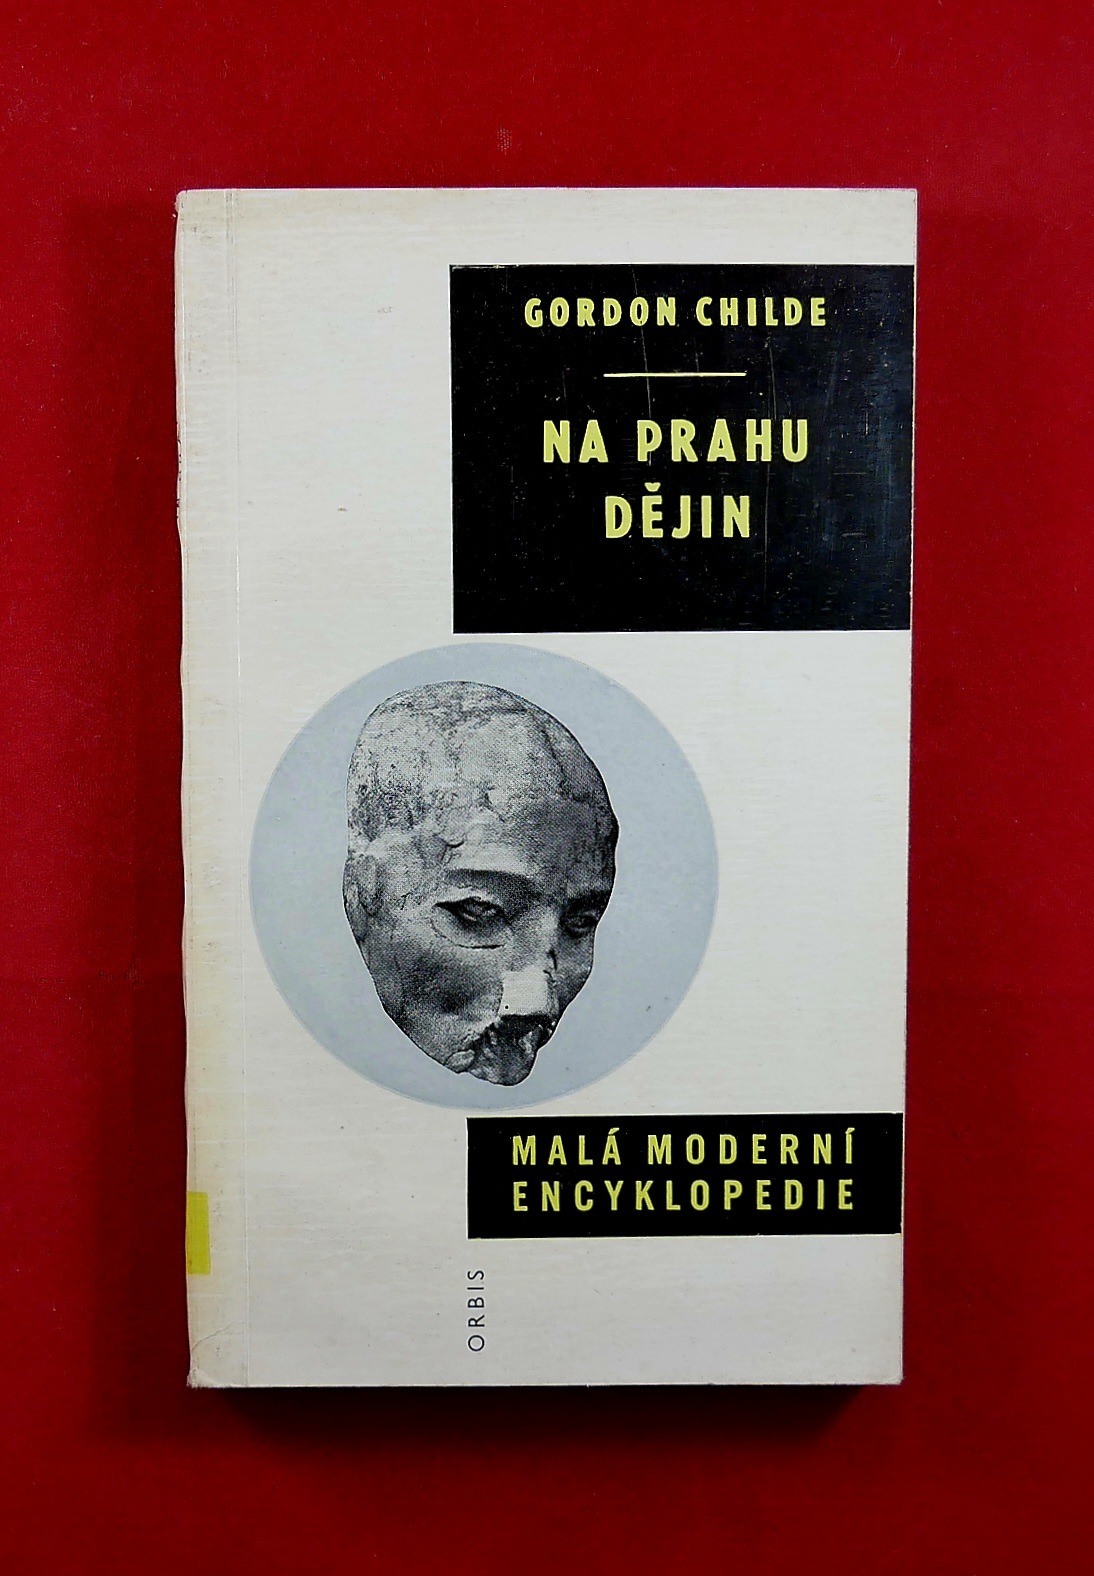 GORDON CHILDE
NA PRAHU
DĚJIN
MALÁ MODERNÍ
ENCYKLOPEDIE
ORBIS